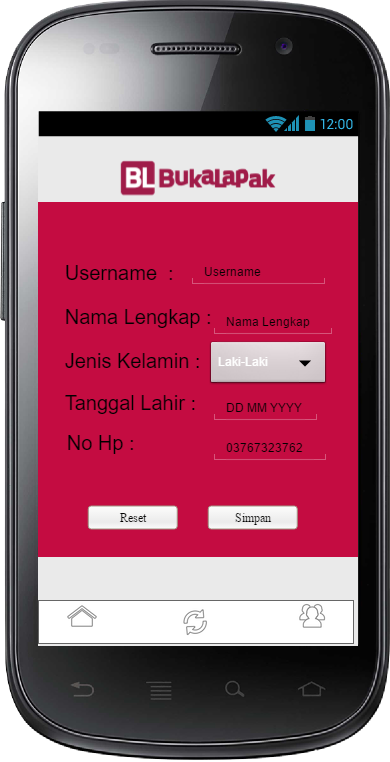 12:00
BL BukaLapak
Username : Username
Nama Lengkap : Nama Lengkap
Jenis Kelamin : Laki-Laki
Tanggal Lahir : DD MM YYYY
No Hp : 03767323762
Reset Simpan